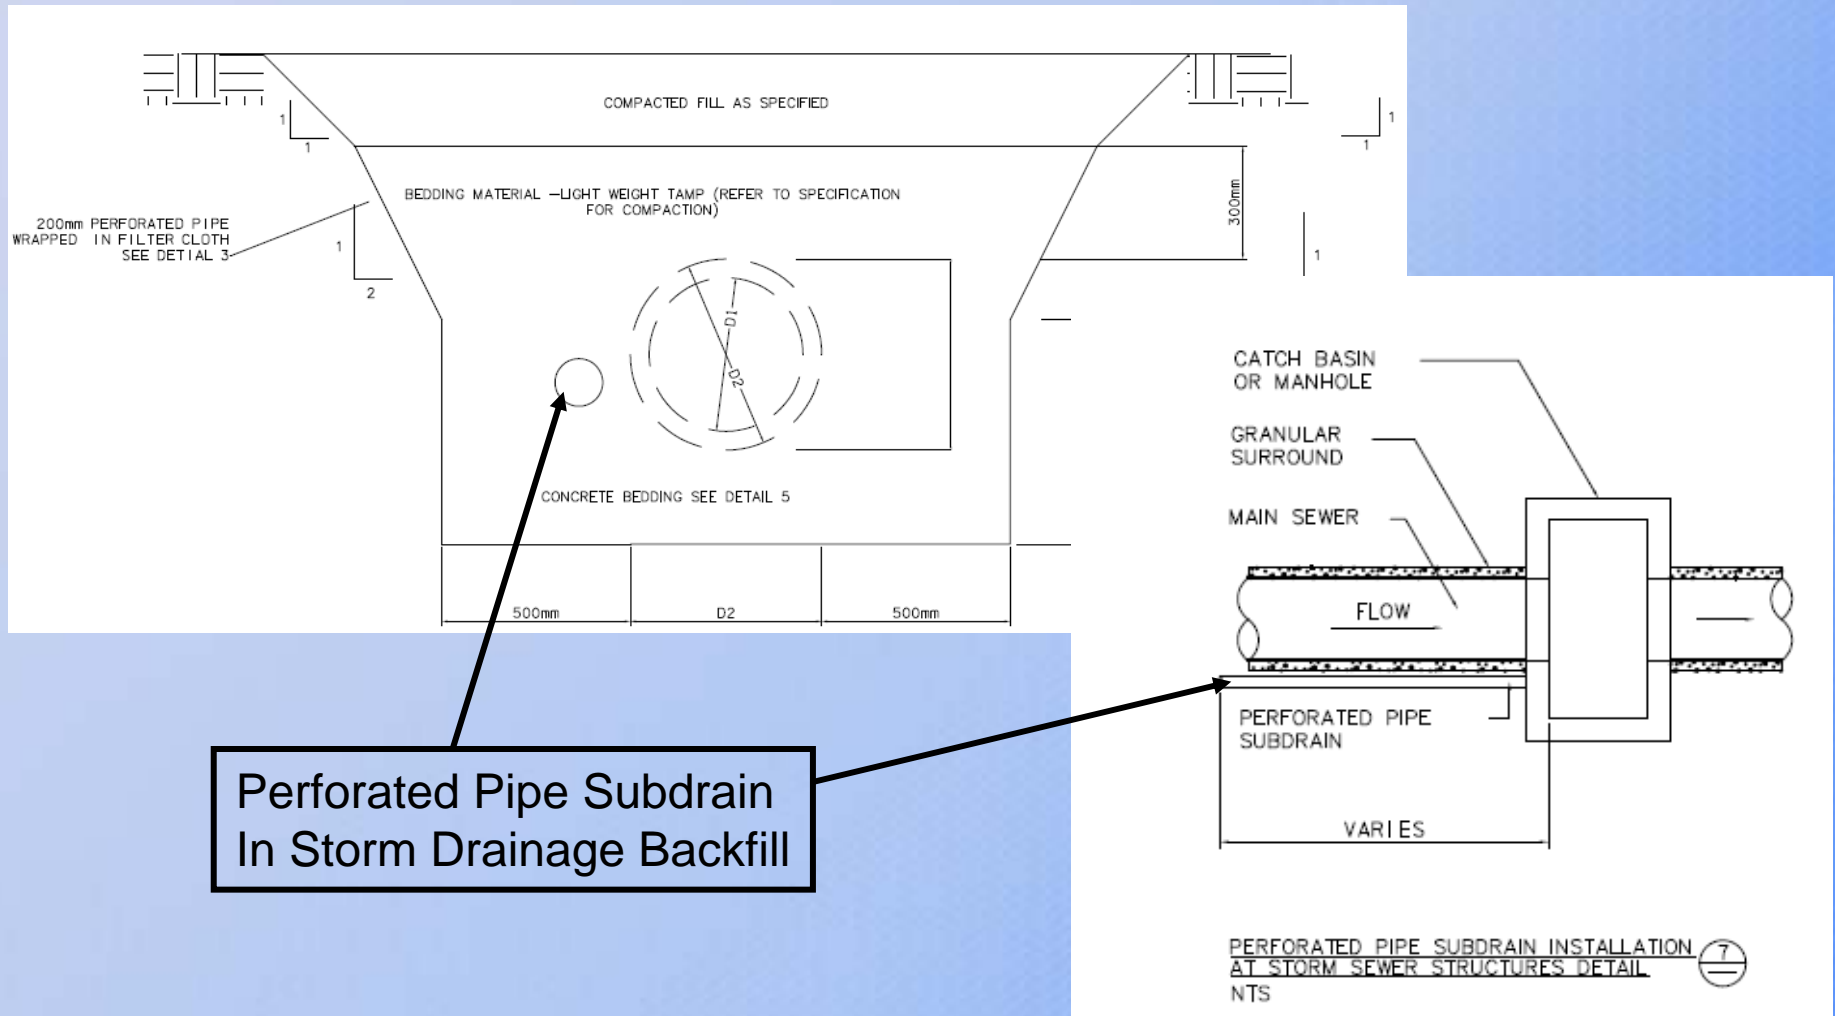 COMPACTED FILL AS SPECIFIED
1
1
1
1
BEDDING MATERIAL —LIGHT WEIGHT TAMP (REFER TO SPECIFICATION
FOR COMPACTION)
200mm PERFORATED PIPE
WRAPPED IN FILTER CLOTH
SEE DETIAL 3
1
2
300mm
1
D1
D2
CONCRETE BEDDING SEE DETAIL 5
500mm
D2
500mm
CATCH BASIN
OR MANHOLE
GRANULAR
SURROUND
MAIN SEWER
FLOW
PERFORATED PIPE
SUBDRAIN
VARIES
Perforated Pipe Subdrain
In Storm Drainage Backfill
PERFORATED PIPE SUBDRAIN INSTALLATION
AT STORM SEWER STRUCTURES DETAIL
7
NTS